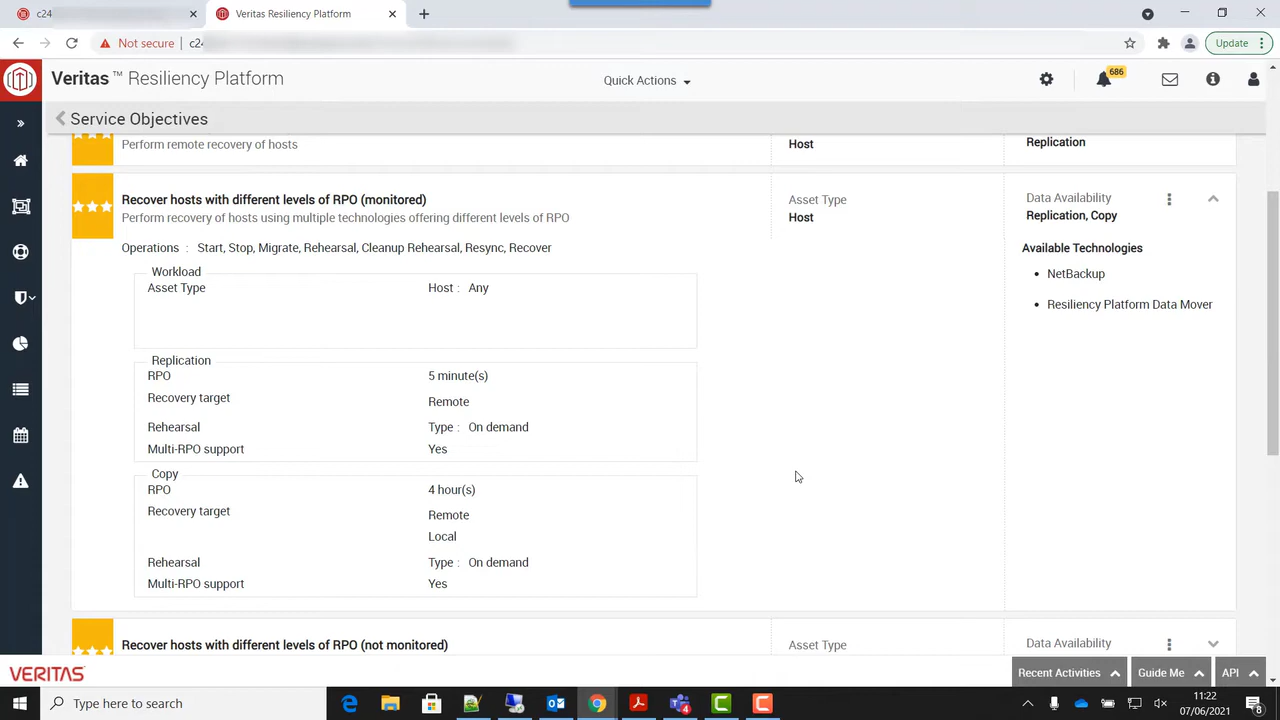 c24
Veritas Resiliency Platform
Not secure
c24
Update
Veritas ™ Resiliency Platform
Quick Actions
686
Service Objectives
Perform remote recovery of hosts
Host
Replication
Recover hosts with different levels of RPO (monitored)
Perform recovery of hosts using multiple technologies offering different levels of RPO
Asset Type
Host
Data Availability
Replication, Copy
Operations : Start, Stop, Migrate, Rehearsal, Cleanup Rehearsal, Resync, Recover
Available Technologies
• NetBackup
• Resiliency Platform Data Mover
Workload
Asset Type Host : Any
Replication
RPO 5 minute(s)
Recovery target Remote
Rehearsal Type : On demand
Multi-RPO support Yes
Copy
RPO 4 hour(s)
Recovery target Remote
Local
Rehearsal Type : On demand
Multi-RPO support Yes
Recover hosts with different levels of RPO (not monitored)
Asset Type
Data Availability
VERITAS
Recent Activities
Guide Me
API
Type here to search
4
11:22
07/06/2021
8